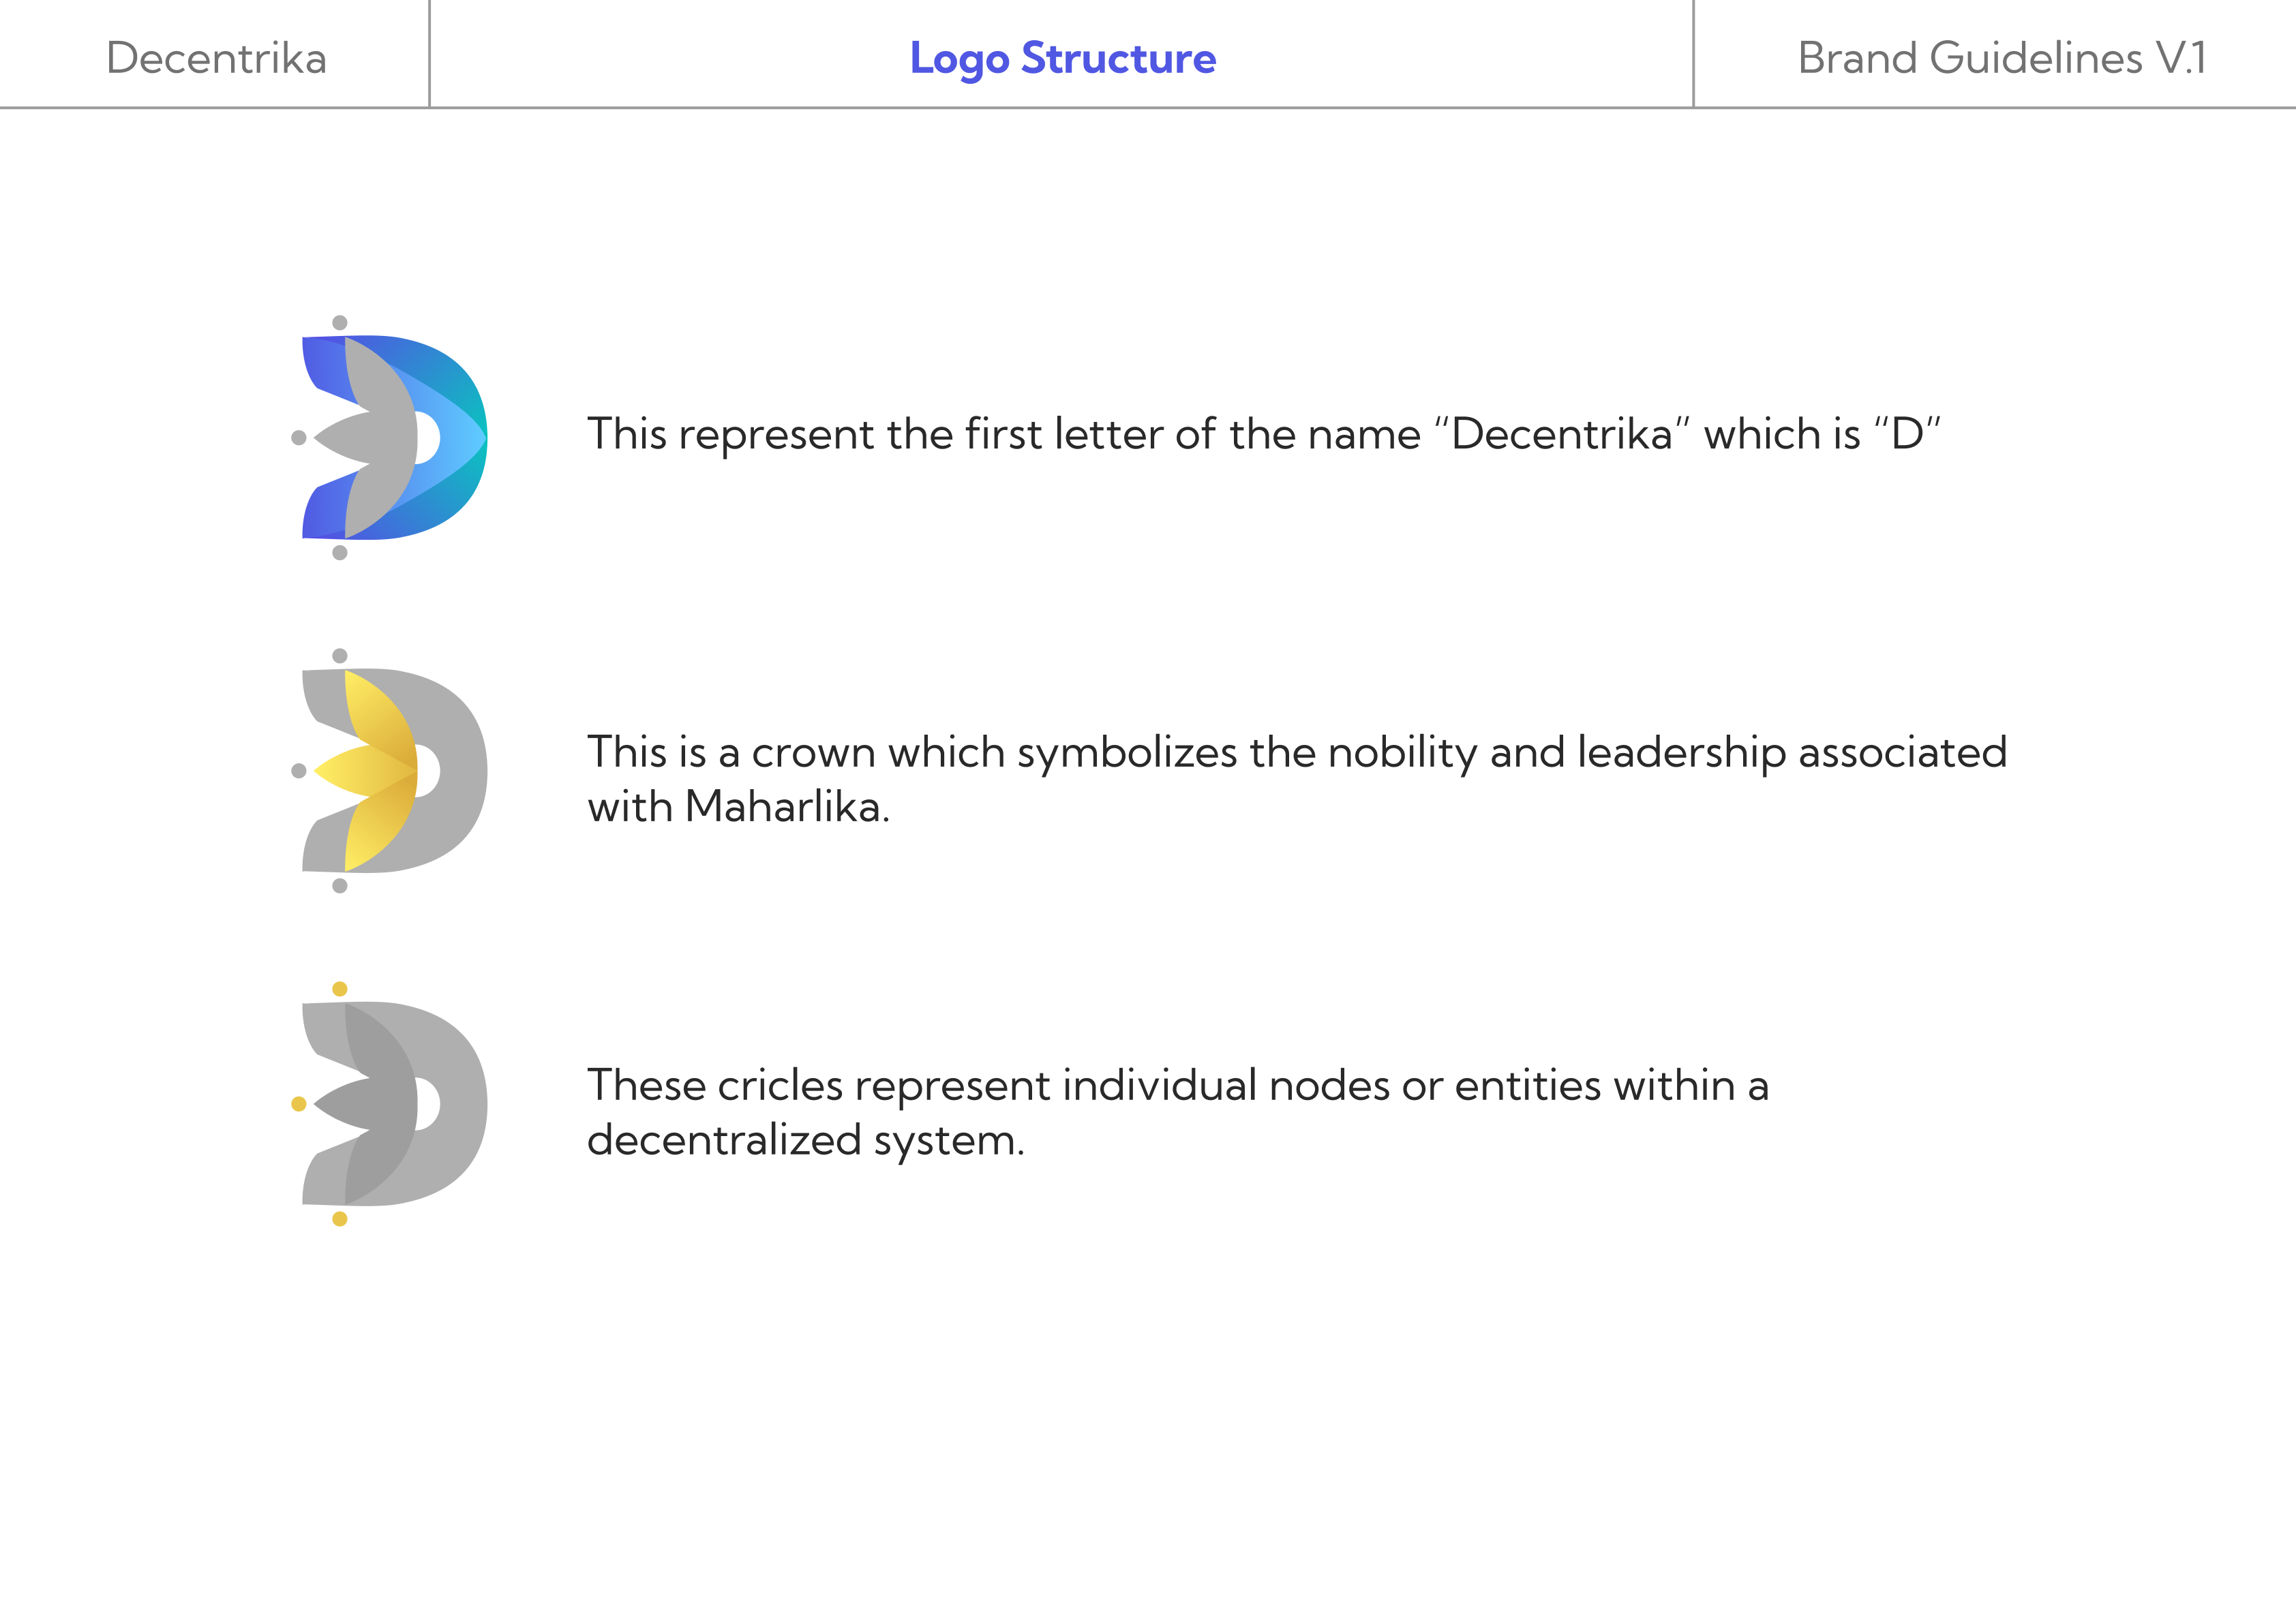 Decentrika
Logo Structure
Brand Guidelines V.1
This represent the first letter of the name “Decentrika” which is “D”
This is a crown which symbolizes the nobility and leadership associated
with Maharlika.
These cricles represent individual nodes or entities within a
decentralized system.